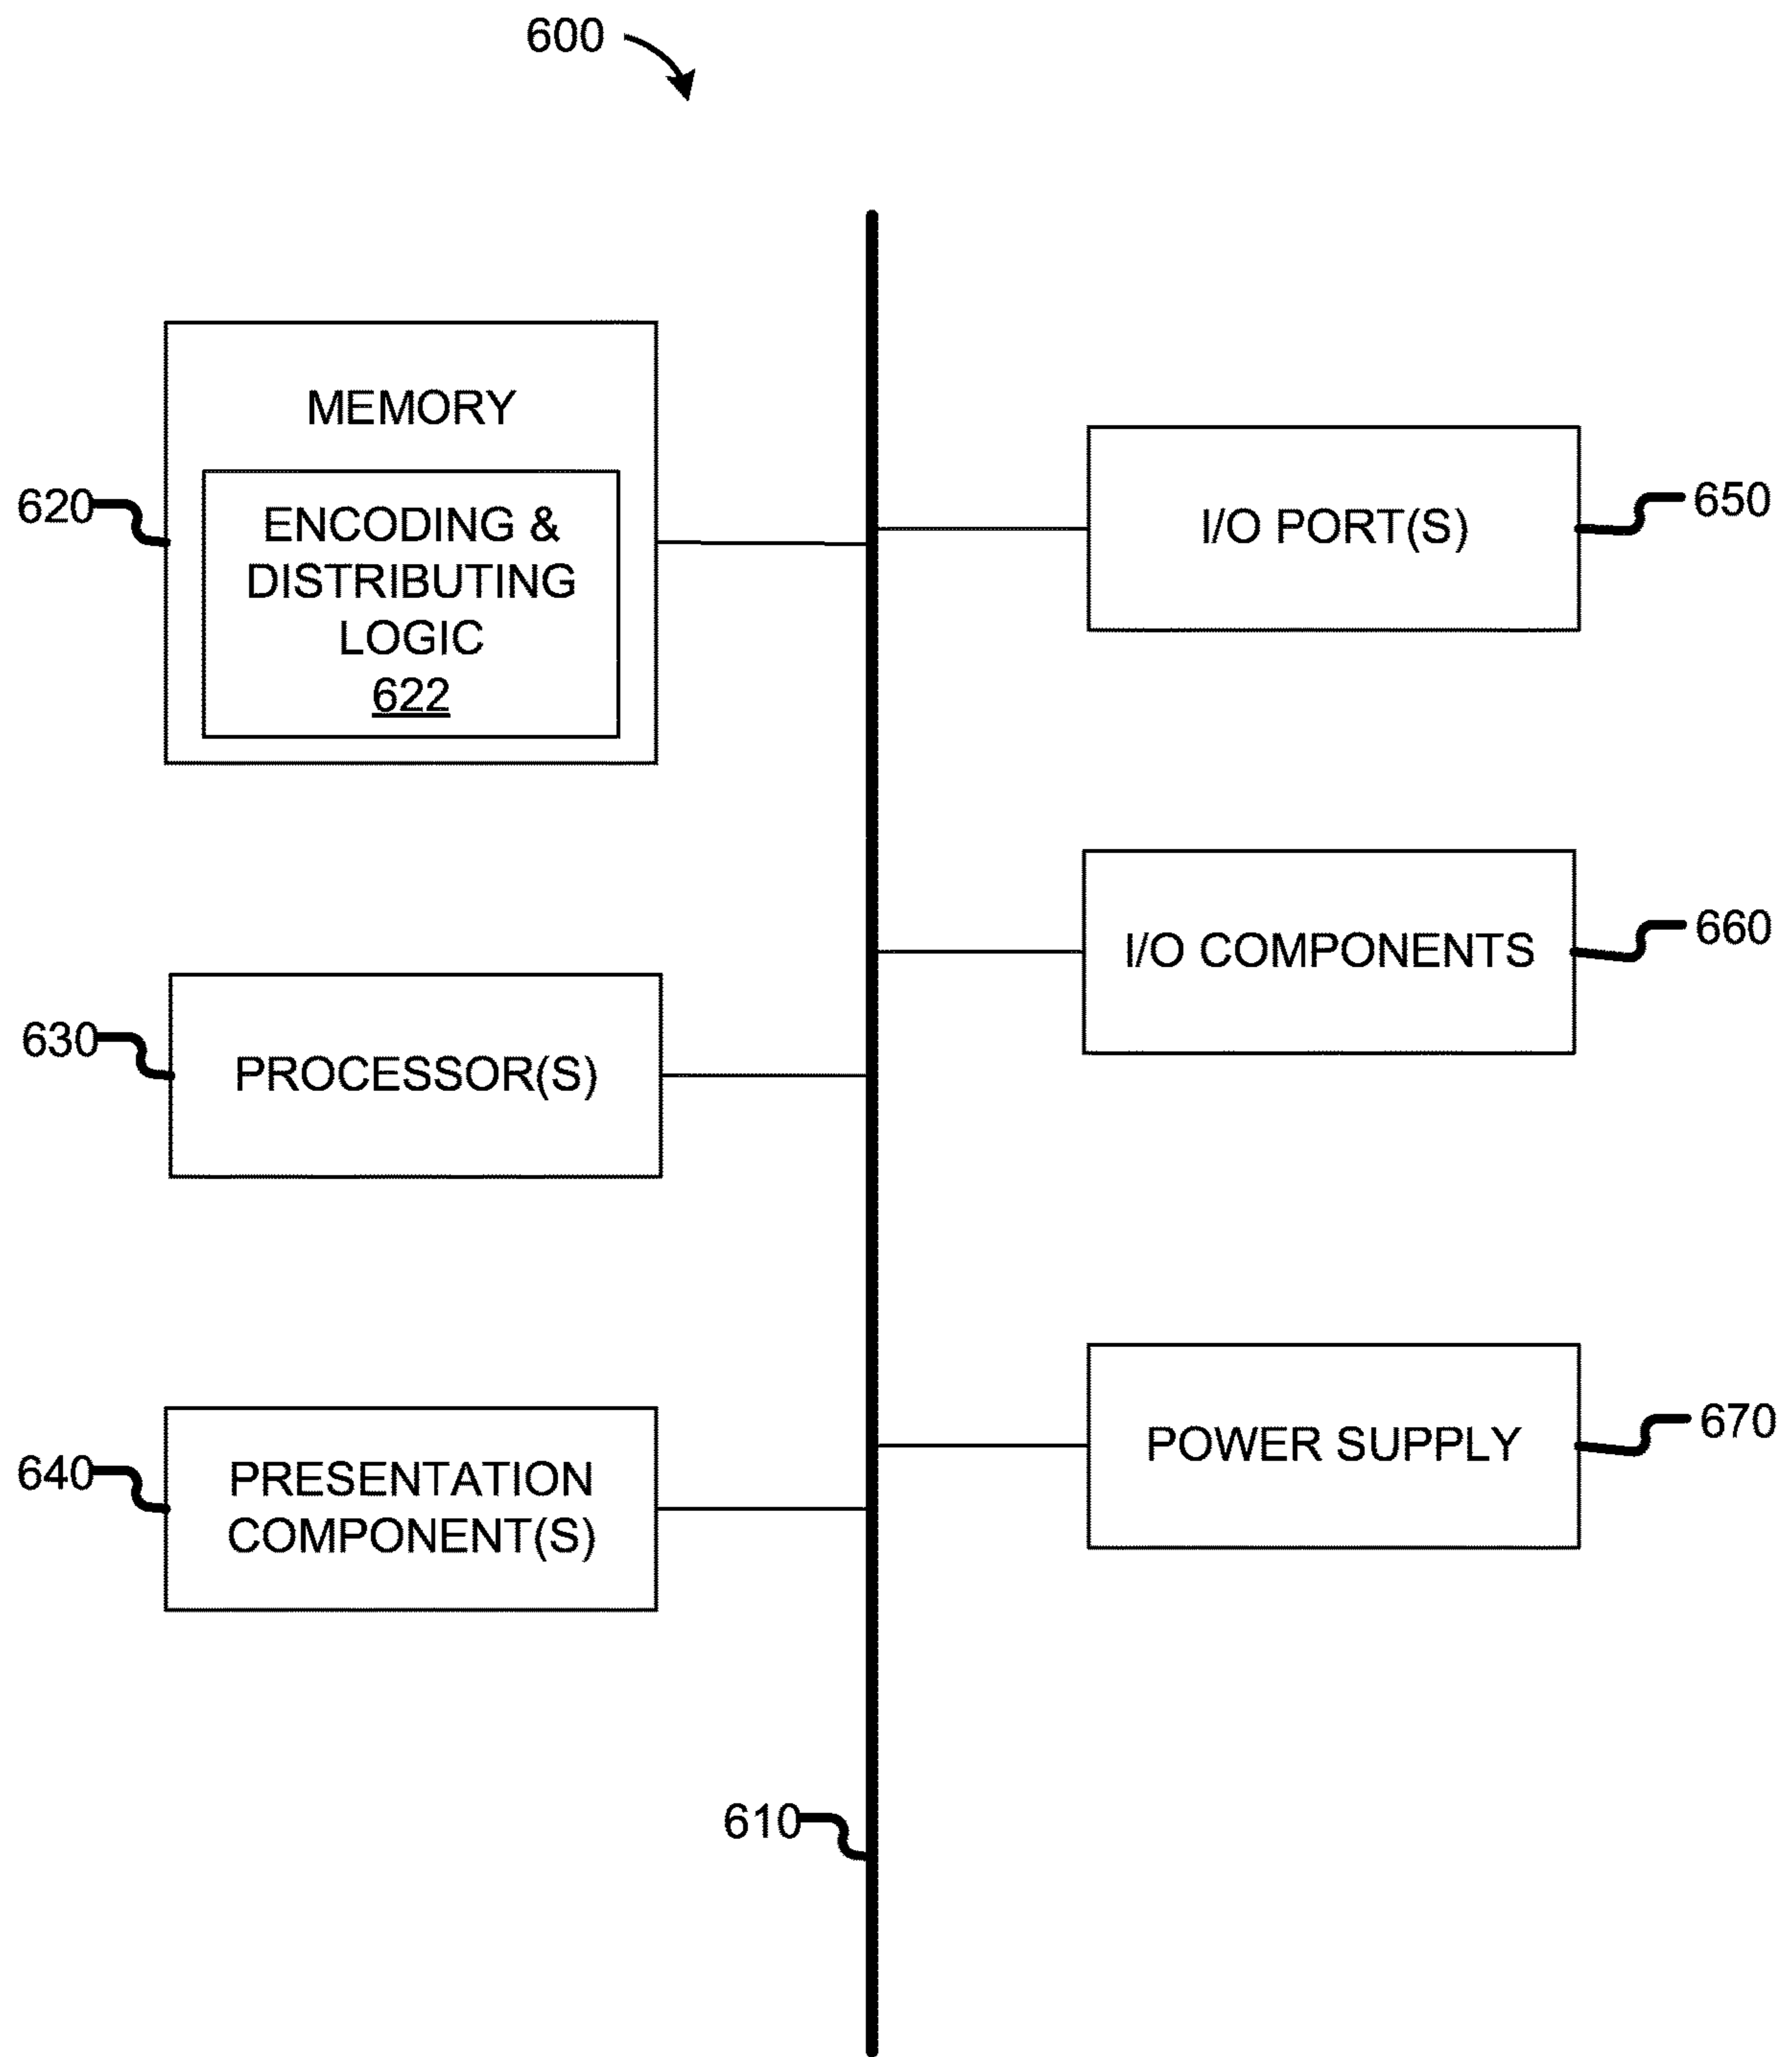 600
MEMORY
620
ENCODING &
DISTRIBUTING
LOGIC
622
I/O PORT(S)
650
I/O COMPONENTS
660
630
PROCESSOR(S)
POWER SUPPLY
670
640
PRESENTATION
COMPONENT(S)
610